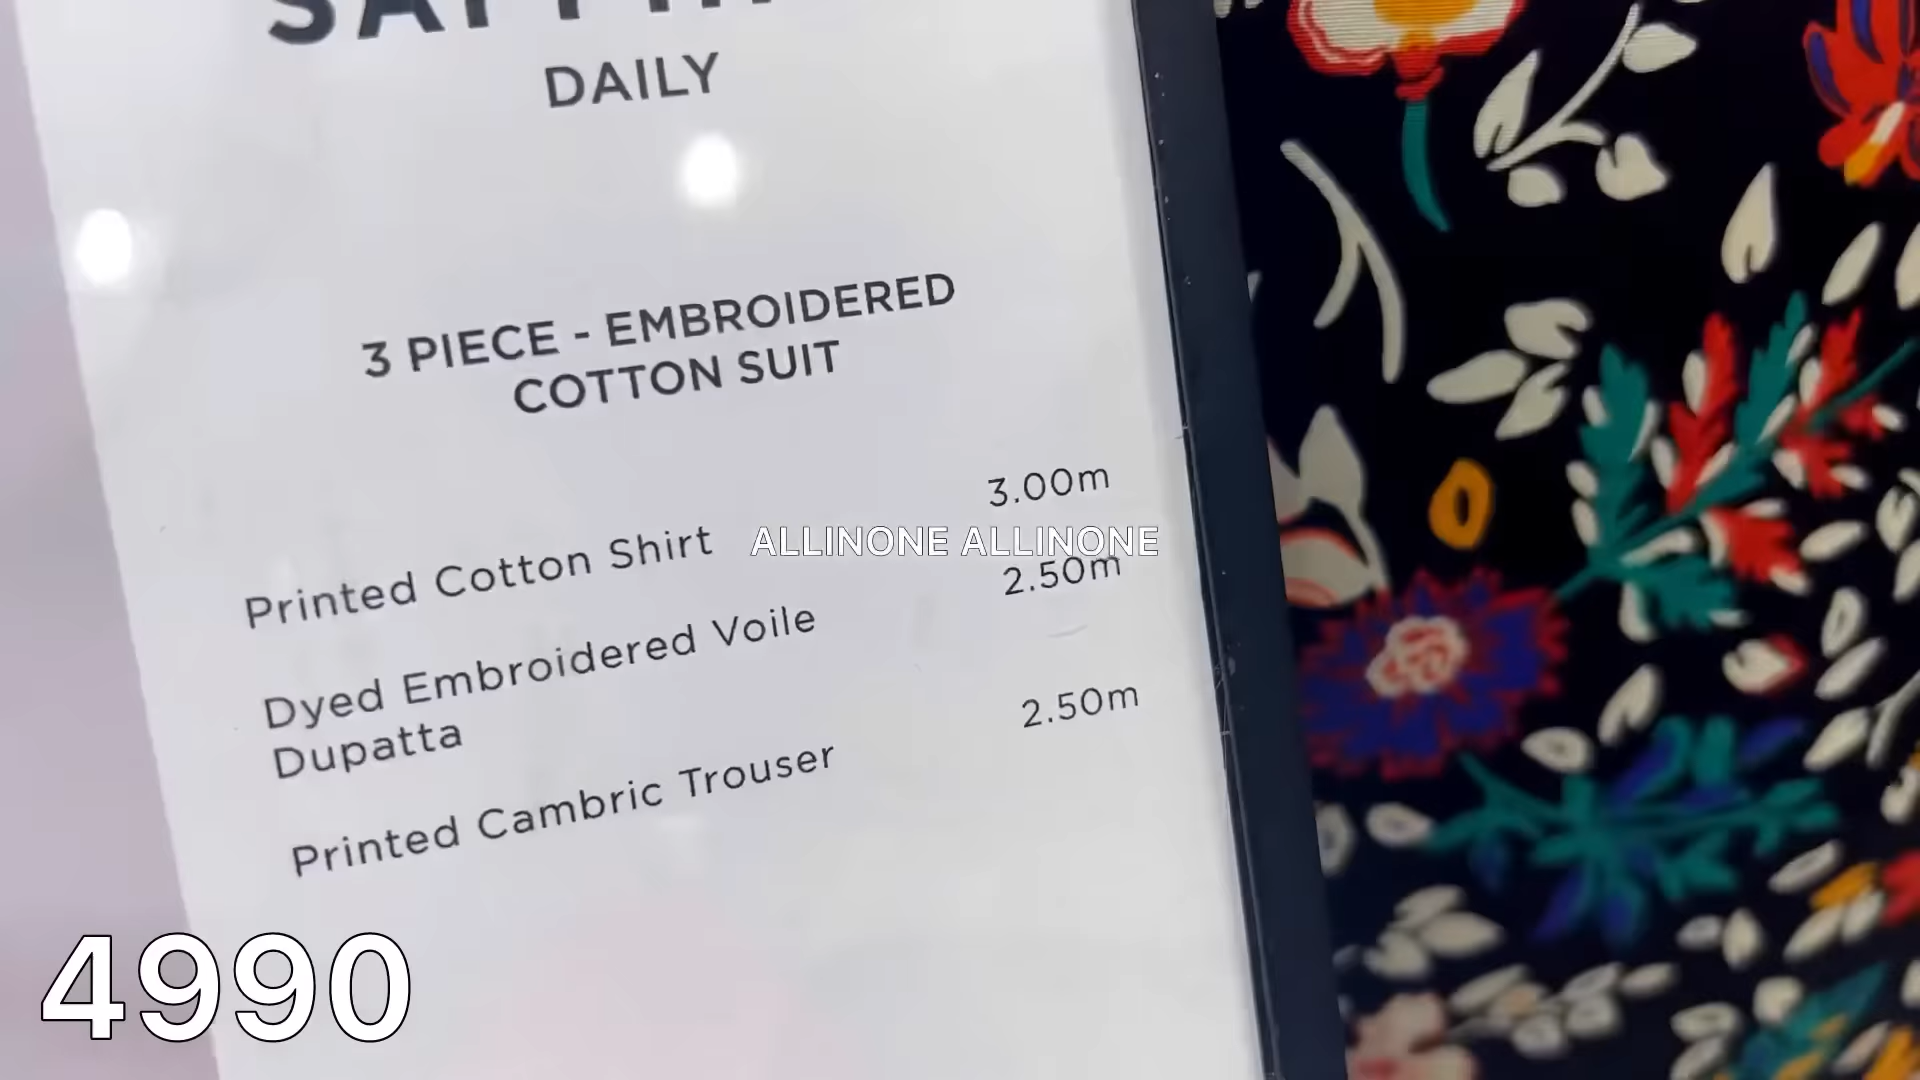 DAILY
3 PIECE - EMBROIDERED
COTTON SUIT
Printed Cotton Shirt 3.00m
ALLINONE ALLINONE
Dyed Embroidered Voile 2.50m
Dupatta
Printed Cambric Trouser 2.50m
4990